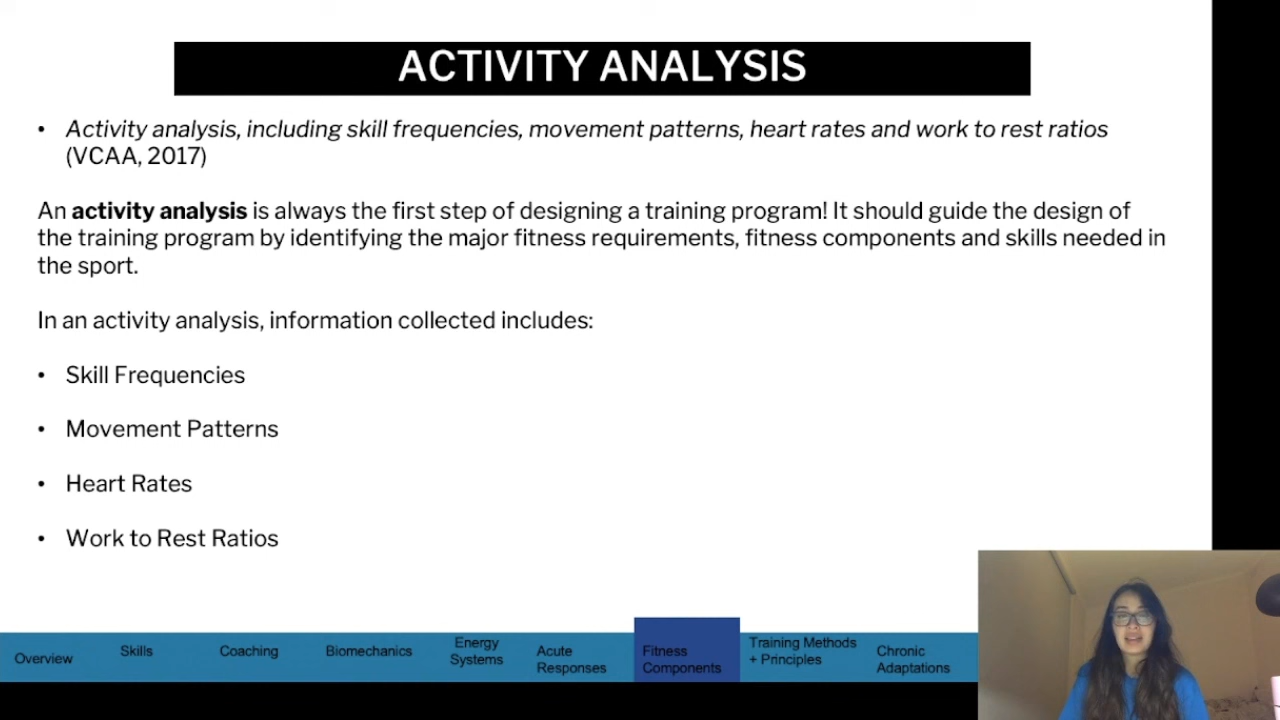 ACTIVITY ANALYSIS
• Activity analysis, including skill frequencies, movement patterns, heart rates and work to rest ratios
(VCAA, 2017)
An activity analysis is always the first step of designing a training program! It should guide the design of
the training program by identifying the major fitness requirements, fitness components and skills needed in
the sport.
In an activity analysis, information collected includes:
• Skill Frequencies
• Movement Patterns
• Heart Rates
• Work to Rest Ratios
Overview
Skills
Coaching
Biomechanics
Energy
Systems
Acute
Responses
Fitness
Components
Training Methods
+ Principles
Chronic
Adaptations